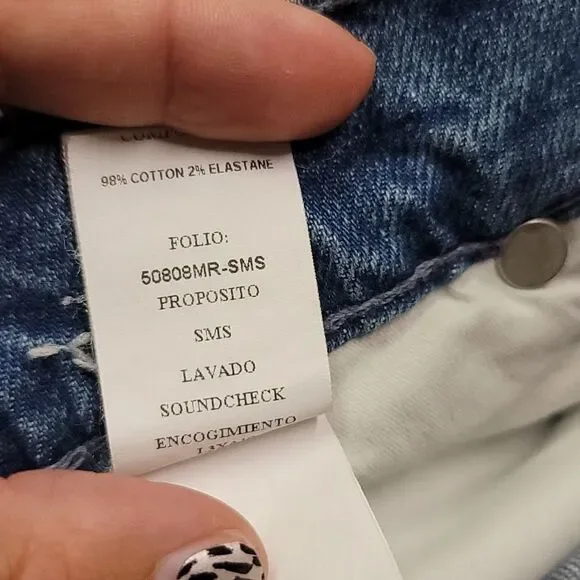 98% COTTON 2% ELASTANE
FOLIO:
50808MR-SMS
PROPOSITO
SMS
LAVADO
SOUNDCHECK
ENCOGIMIENTO